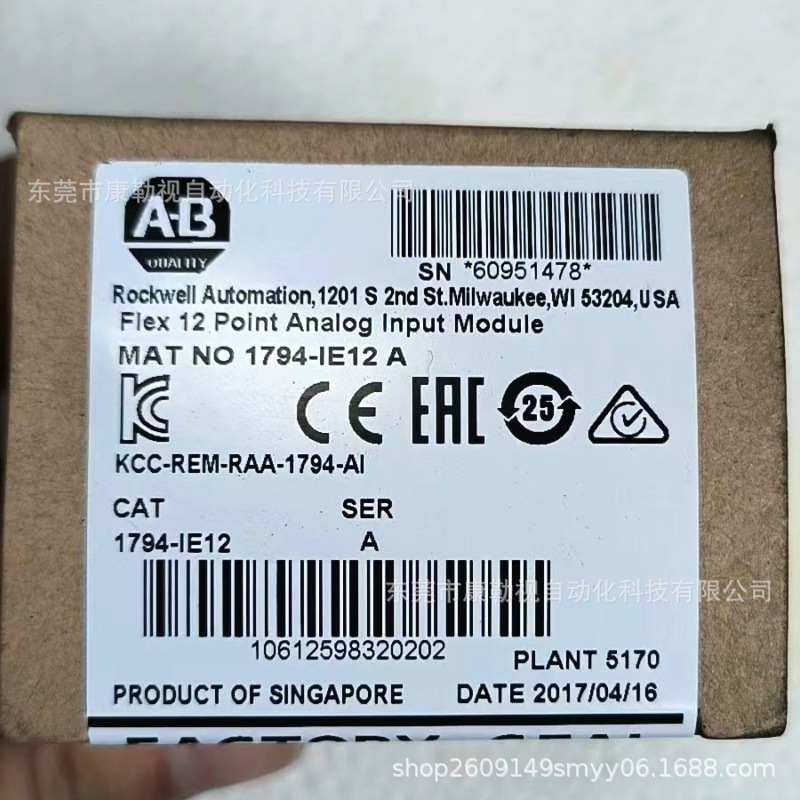 东莞市康勒视自动化科技有限公司
A-B
QUALITY
SN *60951478*
Rockwell Automation,1201 S 2nd St.Milwaukee,WI 53204,USA
Flex 12 Point Analog Input Module
MAT NO 1794-IE12 A
CE EAC 25
KCC-REM-RAA-1794-AI
CAT SER
1794-IE12 A
东莞市康勒视自动化科技有限公司
10612598320202
PLANT 5170
PRODUCT OF SINGAPORE DATE 2017/04/16
FACTORY SEAL
shop2609149smyy06.1688.com